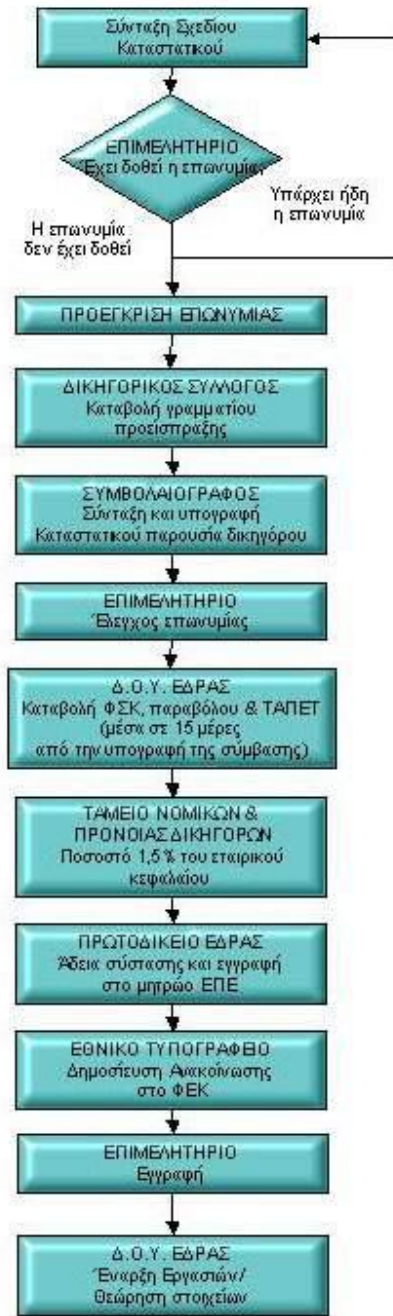 Σύνταξη Σχεδίου
Καταστατικού
ΕΠΙΜΕΛΗΤΗΡΙΟ
Έχει δοθεί η επωνυμία;
Υπάρχει ήδη
η επωνυμία
Η επωνυμία
δεν έχει δοθεί
ΠΡΟΕΓΚΡΙΣΗ ΕΠΩΝΥΜΙΑΣ
ΔΙΚΗΓΟΡΙΚΟΣ ΣΥΛΛΟΓΟΣ
Καταβολή γραμματίου
προείσπραξης
ΣΥΜΒΟΛΑΙΟΓΡΑΦΟΣ
Σύνταξη και υπογραφή
Καταστατικού παρουσία δικηγόρου
ΕΠΙΜΕΛΗΤΗΡΙΟ
Έλεγχος επωνυμίας
Δ.Ο.Υ. ΕΔΡΑΣ
Καταβολή ΦΣΚ, παραβόλου & ΤΑΠΕΤ
(μέσα σε 15 μέρες
από την υπογραφή της σύμβασης)
ΤΑΜΕΙΟ ΝΟΜΙΚΩΝ &
ΠΡΟΝΟΙΑΣ ΔΙΚΗΓΟΡΩΝ
Ποσοστό 1,5% του εταιρικού
κεφαλαίου
ΠΡΩΤΟΔΙΚΕΙΟ ΕΔΡΑΣ
Άδεια σύστασης και εγγραφή
στο μητρώο ΕΠΕ
ΕΘΝΙΚΟ ΤΥΠΟΓΡΑΦΕΙΟ
Δημοσίευση Ανακοίνωσης
στο ΦΕΚ
ΕΠΙΜΕΛΗΤΗΡΙΟ
Εγγραφή
Δ.Ο.Υ. ΕΔΡΑΣ
Έναρξη Εργασιών/
Θεώρηση στοιχείων